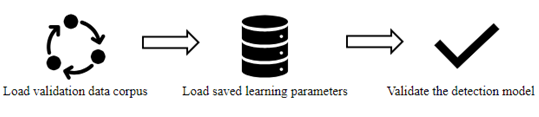 Load validation data corpus
Load saved learning parameters
Validate the detection model